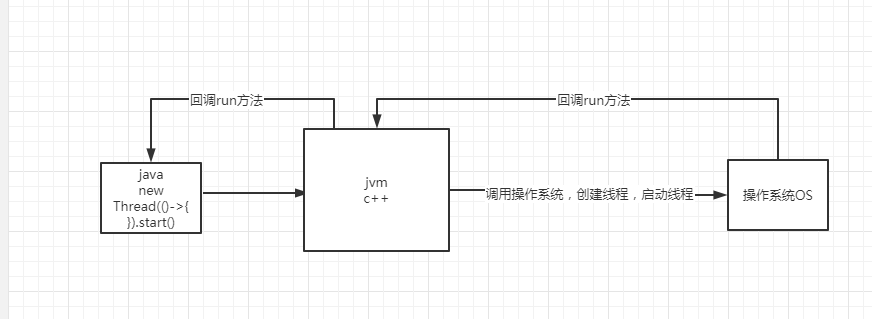 回调run方法
回调run方法
java
new
Thread(()->{
}).start()
jvm
c++
调用操作系统，创建线程，启动线程
操作系统OS